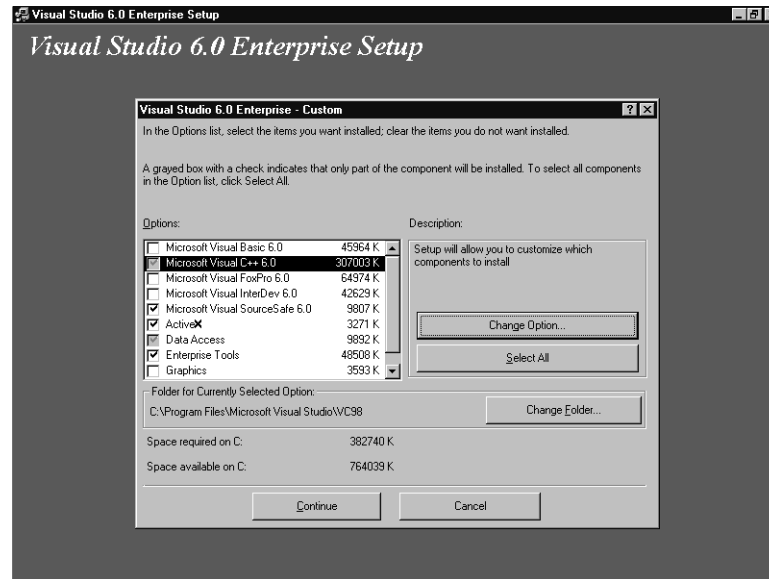 Visual Studio 6.0 Enterprise Setup
Visual Studio 6.0 Enterprise Setup
Visual Studio 6.0 Enterprise - Custom
In the Options list, select the items you want installed; clear the items you do not want installed.
A grayed box with a check indicates that only part of the component will be installed. To select all components
in the Option list, click Select All.
Options:
Description:
Microsoft Visual Basic 6.0 45964 K
Microsoft Visual C++ 6.0 307003 K
Microsoft Visual FoxPro 6.0 64974 K
Microsoft Visual InterDev 6.0 42629 K
Microsoft Visual SourceSafe 6.0 9807 K
ActiveX 3271 K
Data Access 9892 K
Enterprise Tools 48508 K
Graphics 3593 K
Setup will allow you to customize which
components to install
Change Option...
Select All
Folder for Currently Selected Option:
C:\Program Files\Microsoft Visual Studio\VC98
Change Folder...
Space required on C: 382740 K
Space available on C: 764039 K
Continue
Cancel